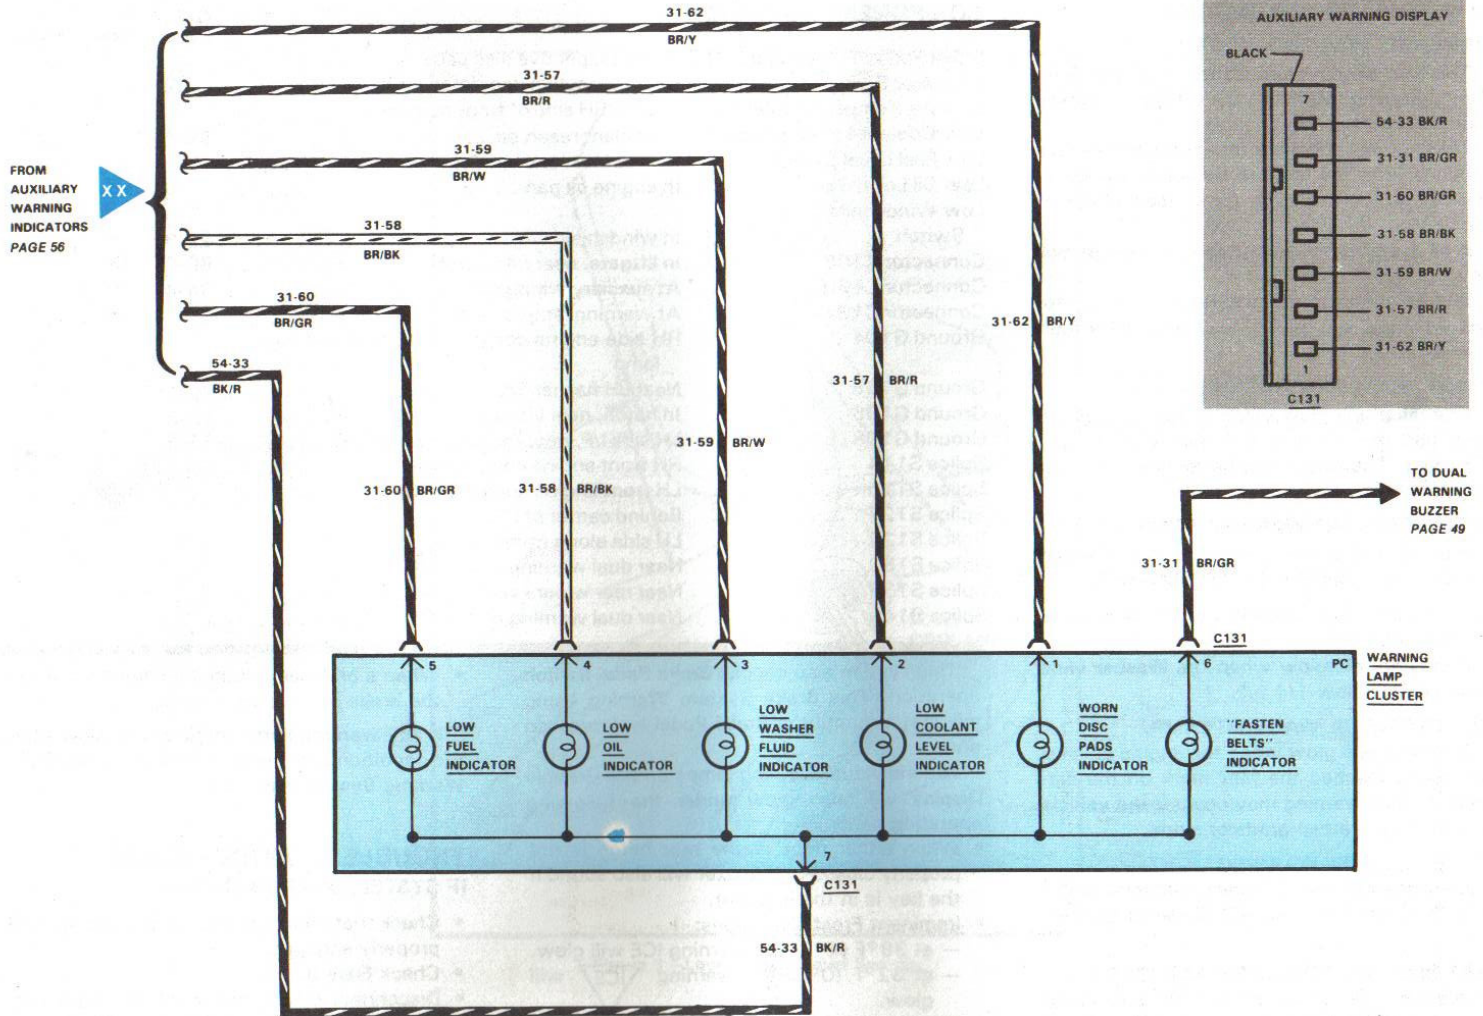 31-62
BR/Y
31-57
BR/R
31-59
BR/W
31-58
BR/BK
31-60
BR/GR
54-33
BK/R
FROM
AUXILIARY
WARNING
INDICATORS
PAGE 56
XX
AUXILIARY WARNING DISPLAY
BLACK
7
54-33 BK/R
31-31 BR/GR
31-60 BR/GR
31-58 BR/BK
31-59 BR/W
31-57 BR/R
31-62 BR/Y
1
C131
31-62 BR/Y
31-57 BR/R
31-59 BR/W
31-60 BR/GR
31-58 BR/BK
TO DUAL
WARNING
BUZZER
PAGE 49
31-31 BR/GR
C131
5 4 3 2 1 6 PC
WARNING
LAMP
CLUSTER
LOW
FUEL
INDICATOR
LOW
OIL
INDICATOR
LOW
WASHER
FLUID
INDICATOR
LOW
COOLANT
LEVEL
INDICATOR
WORN
DISC
PADS
INDICATOR
"FASTEN
BELTS"
INDICATOR
7
C131
54-33 BK/R